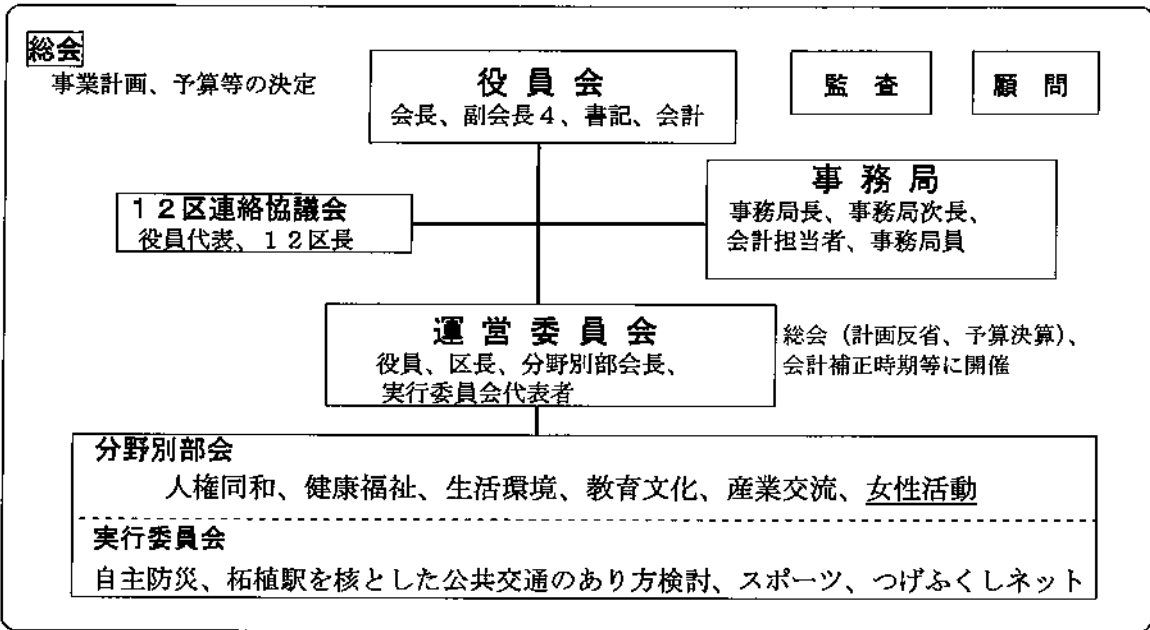 総会
事業計画、予算等の決定
役員会
会長、副会長4、書記、会計
監査
顧問
事務局
事務局長、事務局次長、
会計担当者、事務局員
12区連絡協議会
役員代表、12区長
運営委員会
役員、区長、分野別部会長、
実行委員会代表者
総会(計画反省、予算決算)、
会計補正時期等に開催
分野別部会
人権同和、健康福祉、生活環境、教育文化、産業交流、女性活動
実行委員会
自主防災、柘植駅を核とした公共交通のあり方検討、スポーツ、つげふくしネット